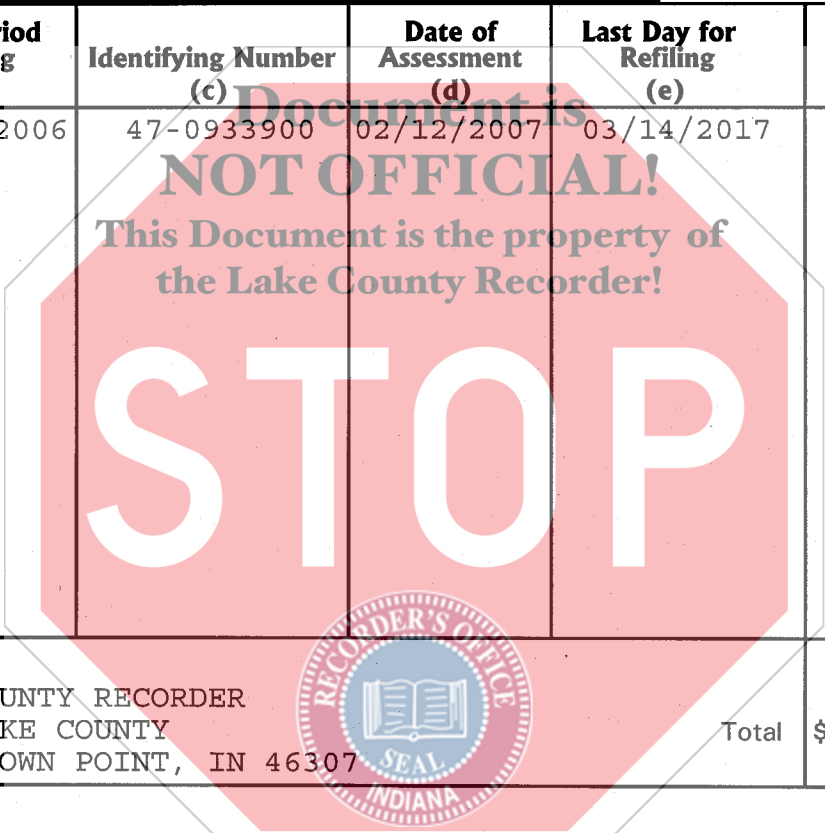 iod Date of Last Day for
g Identifying Number Assessment Refiling
(c) (d) (e)
Document is
2006 47-0933900 02/12/2007 03/14/2017
NOT OFFICIAL!
This Document is the property of
the Lake County Recorder!
STOP
RECORDER'S OFFICE
UNTY RECORDER
KE COUNTY Total $
OWN POINT, IN 46307
SEAL
INDIANA